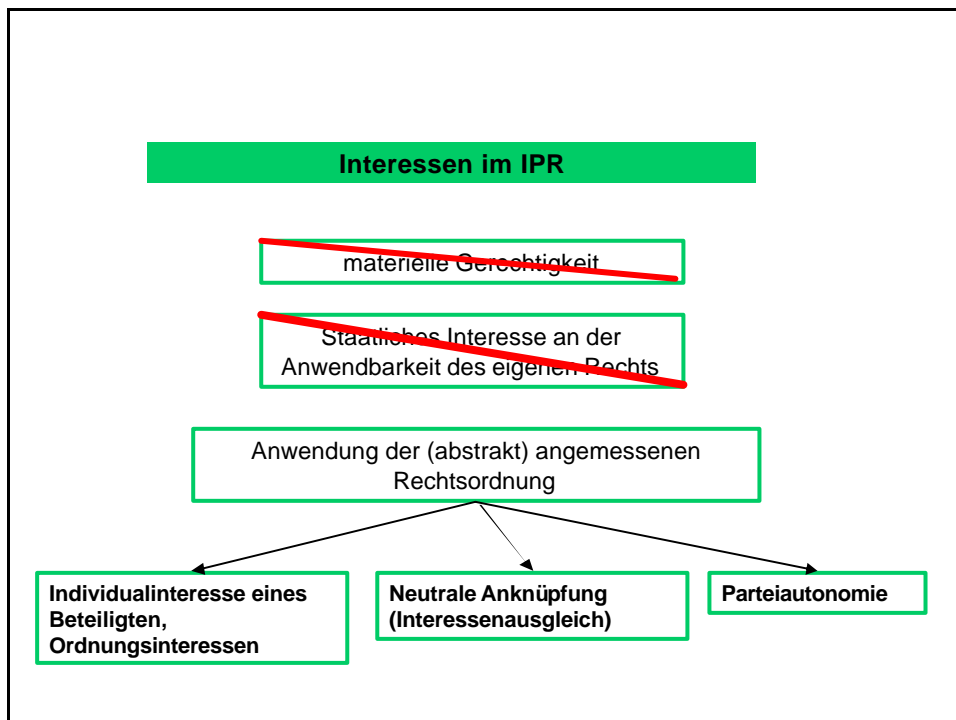 Interessen im IPR
materielle Gerechtigkeit
Staatliches Interesse an der
Anwendbarkeit des eigenen Rechts
Anwendung der (abstrakt) angemessenen
Rechtsordnung
Individualinteresse eines
Beteiligten,
Ordnungsinteressen
Neutrale Anknüpfung
(Interessenausgleich)
Parteiautonomie